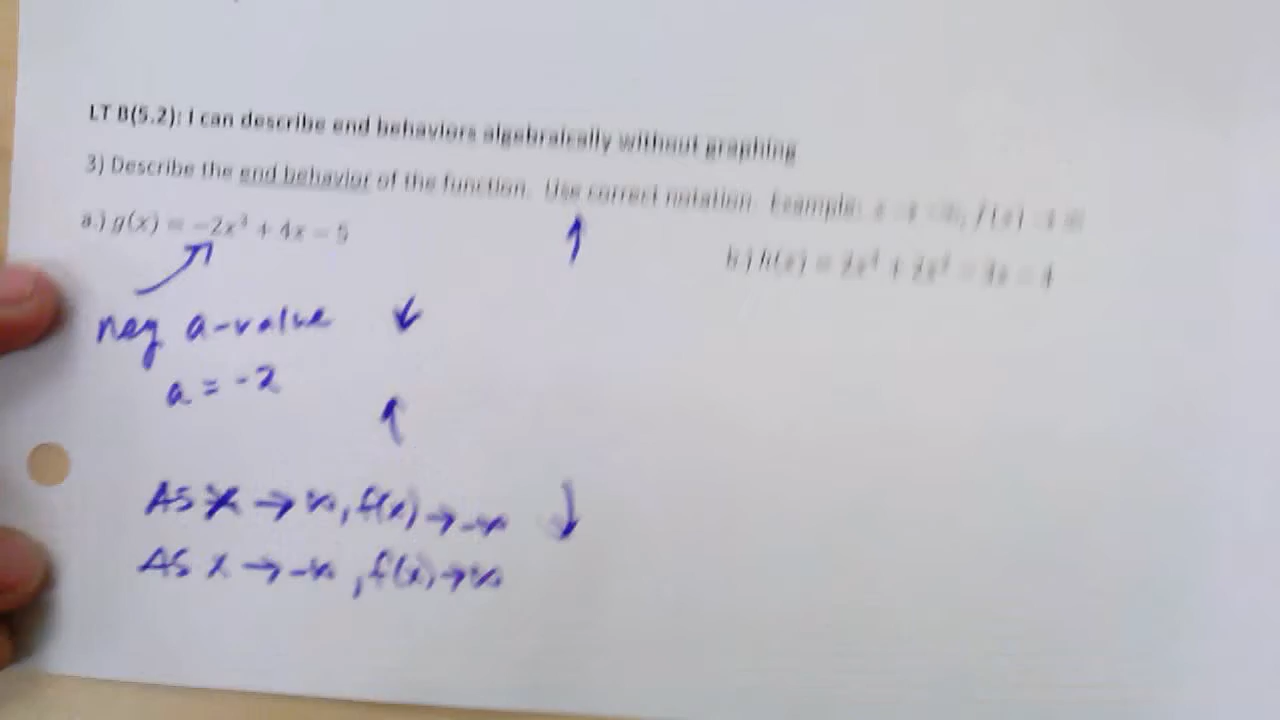 LT B(5.2): I can describe end behaviors algebraically without graphing
3) Describe the end behavior of the function. Use correct notation. Example:
a.) g(x) = −2x³ + 4x − 5
neg a-value
a = -2
As x → ∞, f(x) → -∞
As x → -∞, f(x) → ∞